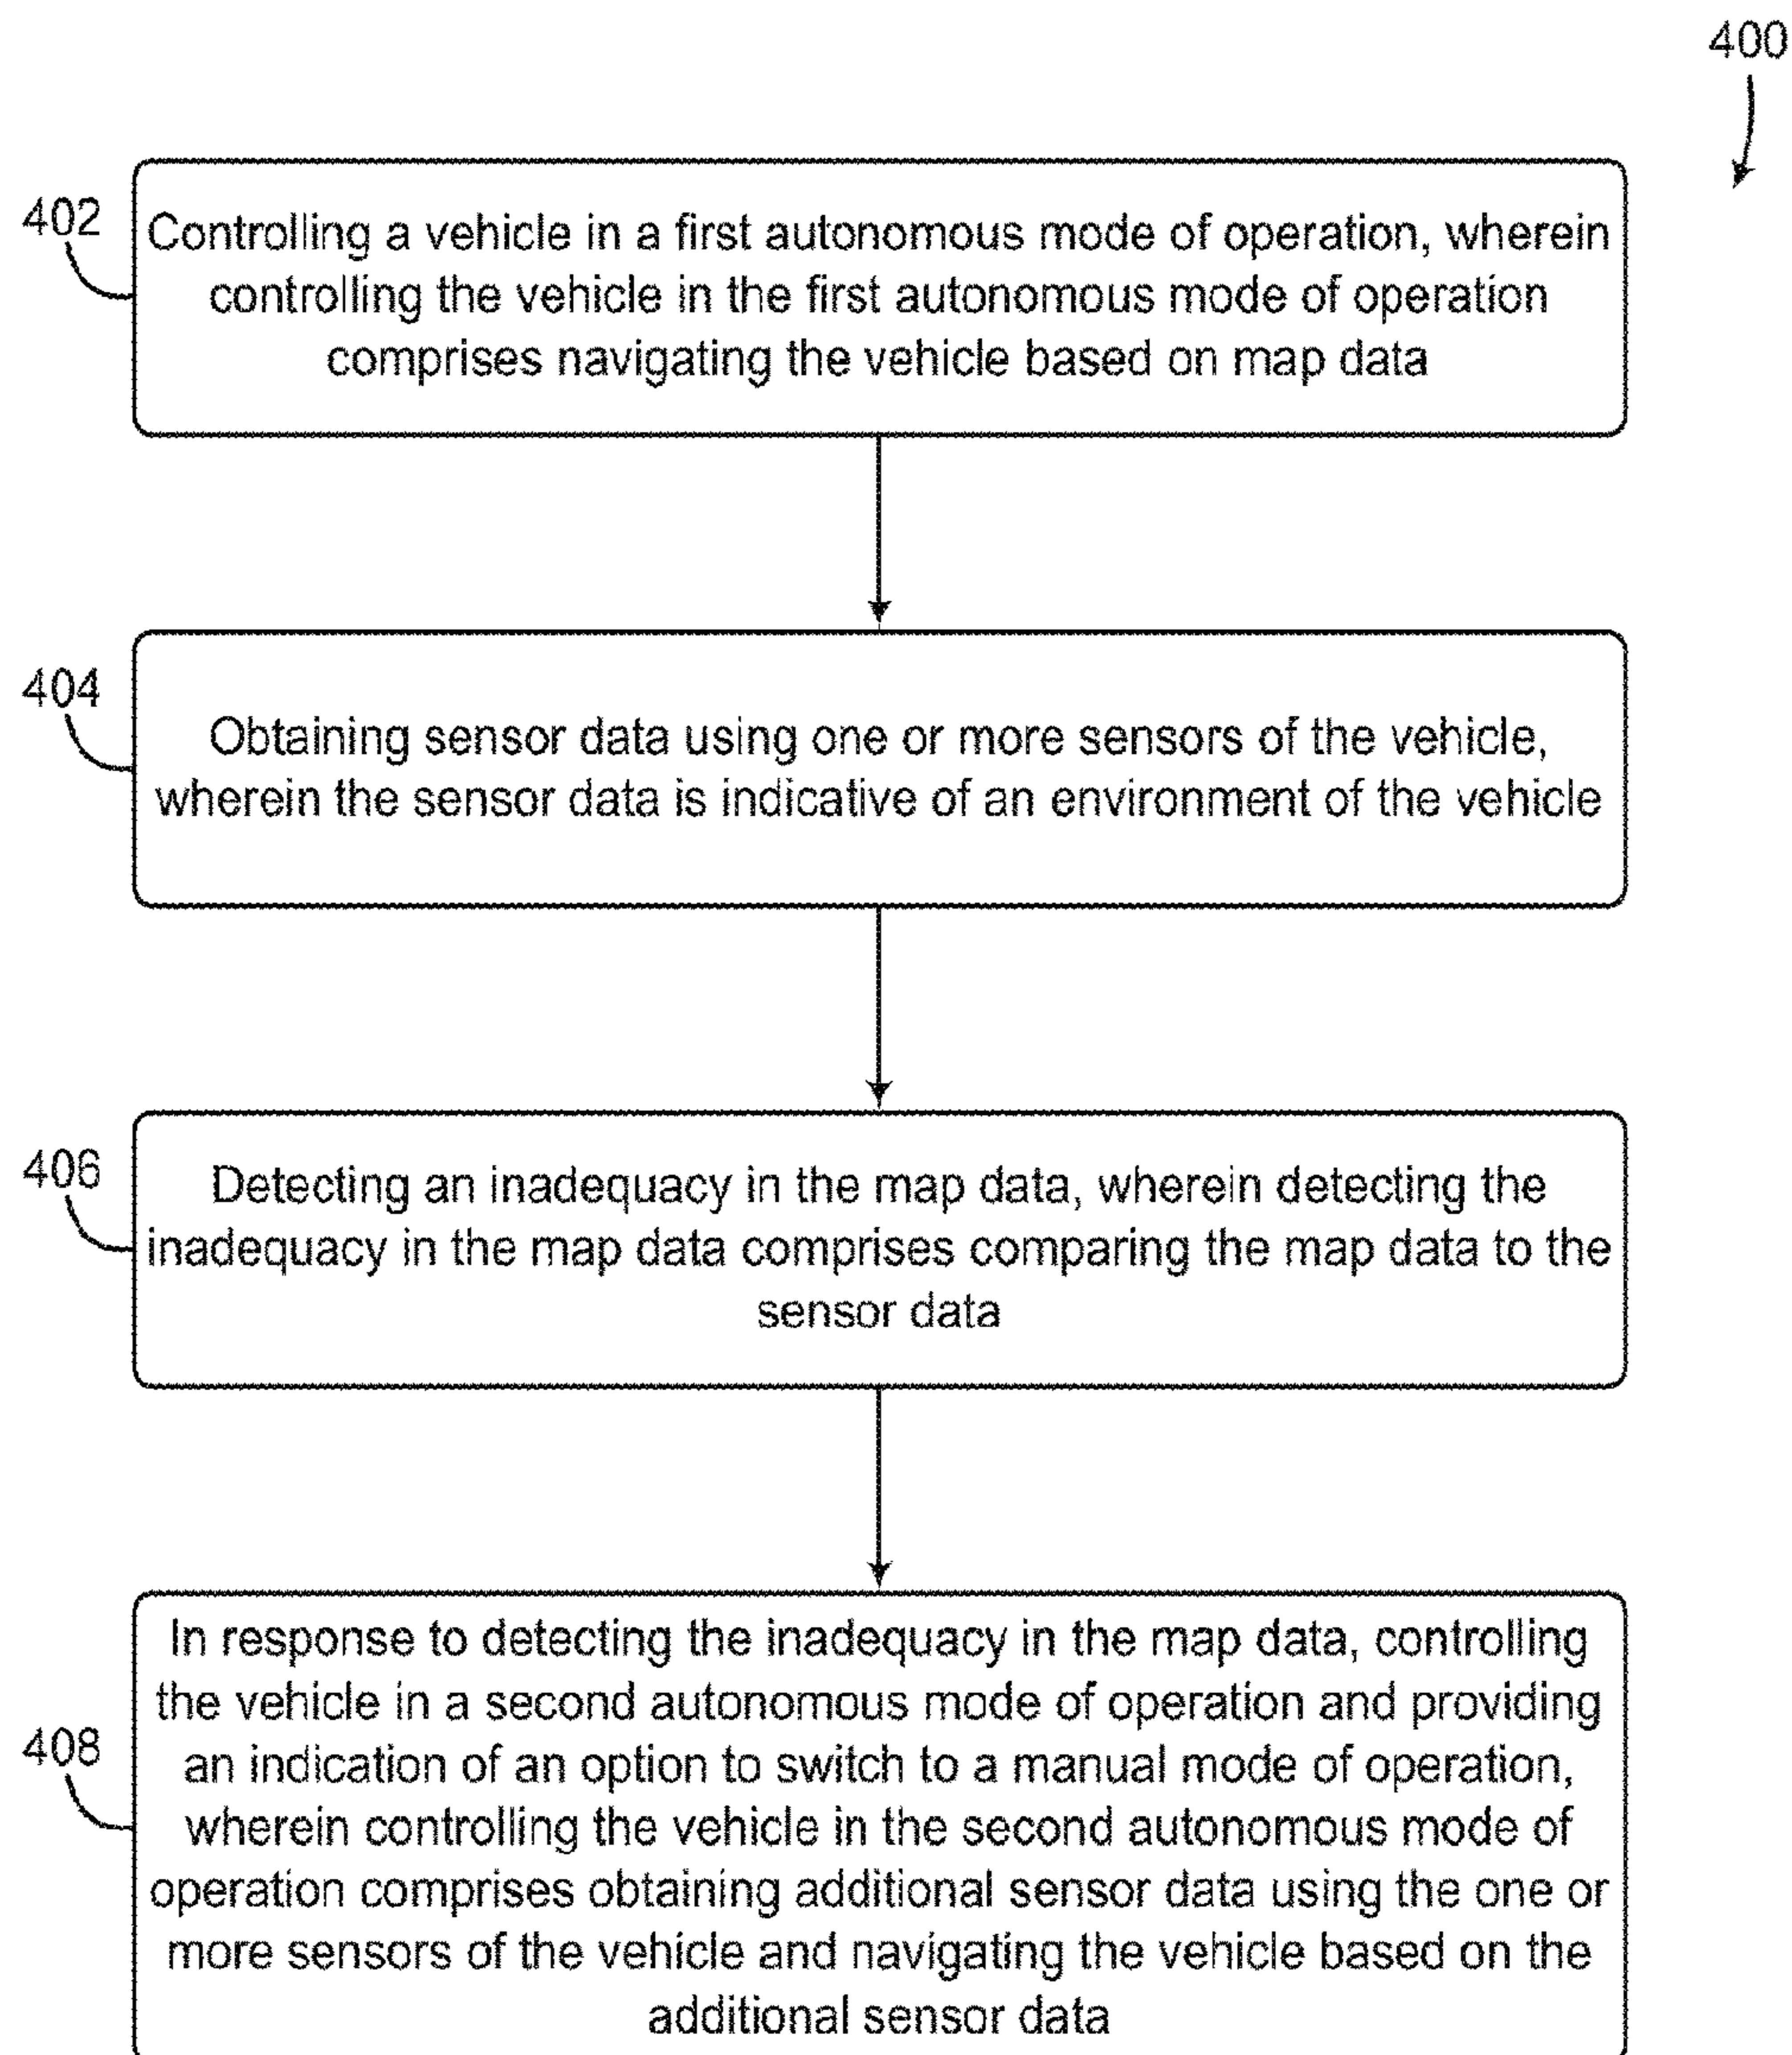 400
402
Controlling a vehicle in a first autonomous mode of operation, wherein
controlling the vehicle in the first autonomous mode of operation
comprises navigating the vehicle based on map data
404
Obtaining sensor data using one or more sensors of the vehicle,
wherein the sensor data is indicative of an environment of the vehicle
406
Detecting an inadequacy in the map data, wherein detecting the
inadequacy in the map data comprises comparing the map data to the
sensor data
408
In response to detecting the inadequacy in the map data, controlling
the vehicle in a second autonomous mode of operation and providing
an indication of an option to switch to a manual mode of operation,
wherein controlling the vehicle in the second autonomous mode of
operation comprises obtaining additional sensor data using the one or
more sensors of the vehicle and navigating the vehicle based on the
additional sensor data